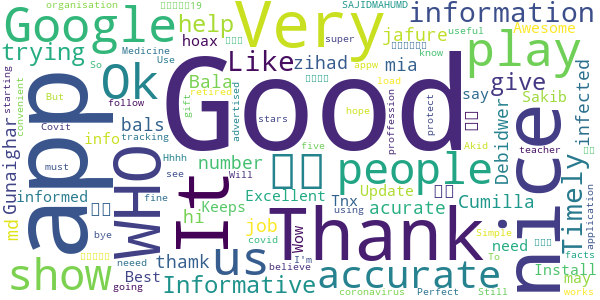 organisation
SAJIDMAHUMD
Google
Very
information
help
jafure
Awesome
super
useful
trying
hoax
Like
zihad
mia
appw
know
play
Medicine
Use
So
Ok
Bala
load
say
give
Sakib
infected
starting
But
bals
gift
retired
stars
hope
protect
app
Good
nice
Gunaighar
follow
Covit
WHO
It
advertised
proffession
Debidwer
Timely
convenient
info
number
people
tracking
Hhhh
five
Akid
teacher
must
informed
Excellent
Update
Cumilla
application
md
see
Will
Tnx
acurate
hi
fine
Keeps
job
using
need
Simple
facts
show
bye
thamk
us
Wow
covid
Thank
accurate
To
Install
neeed
Best
Informative
I'm
believe
may
going
coronavirus
Perfect
Still
works